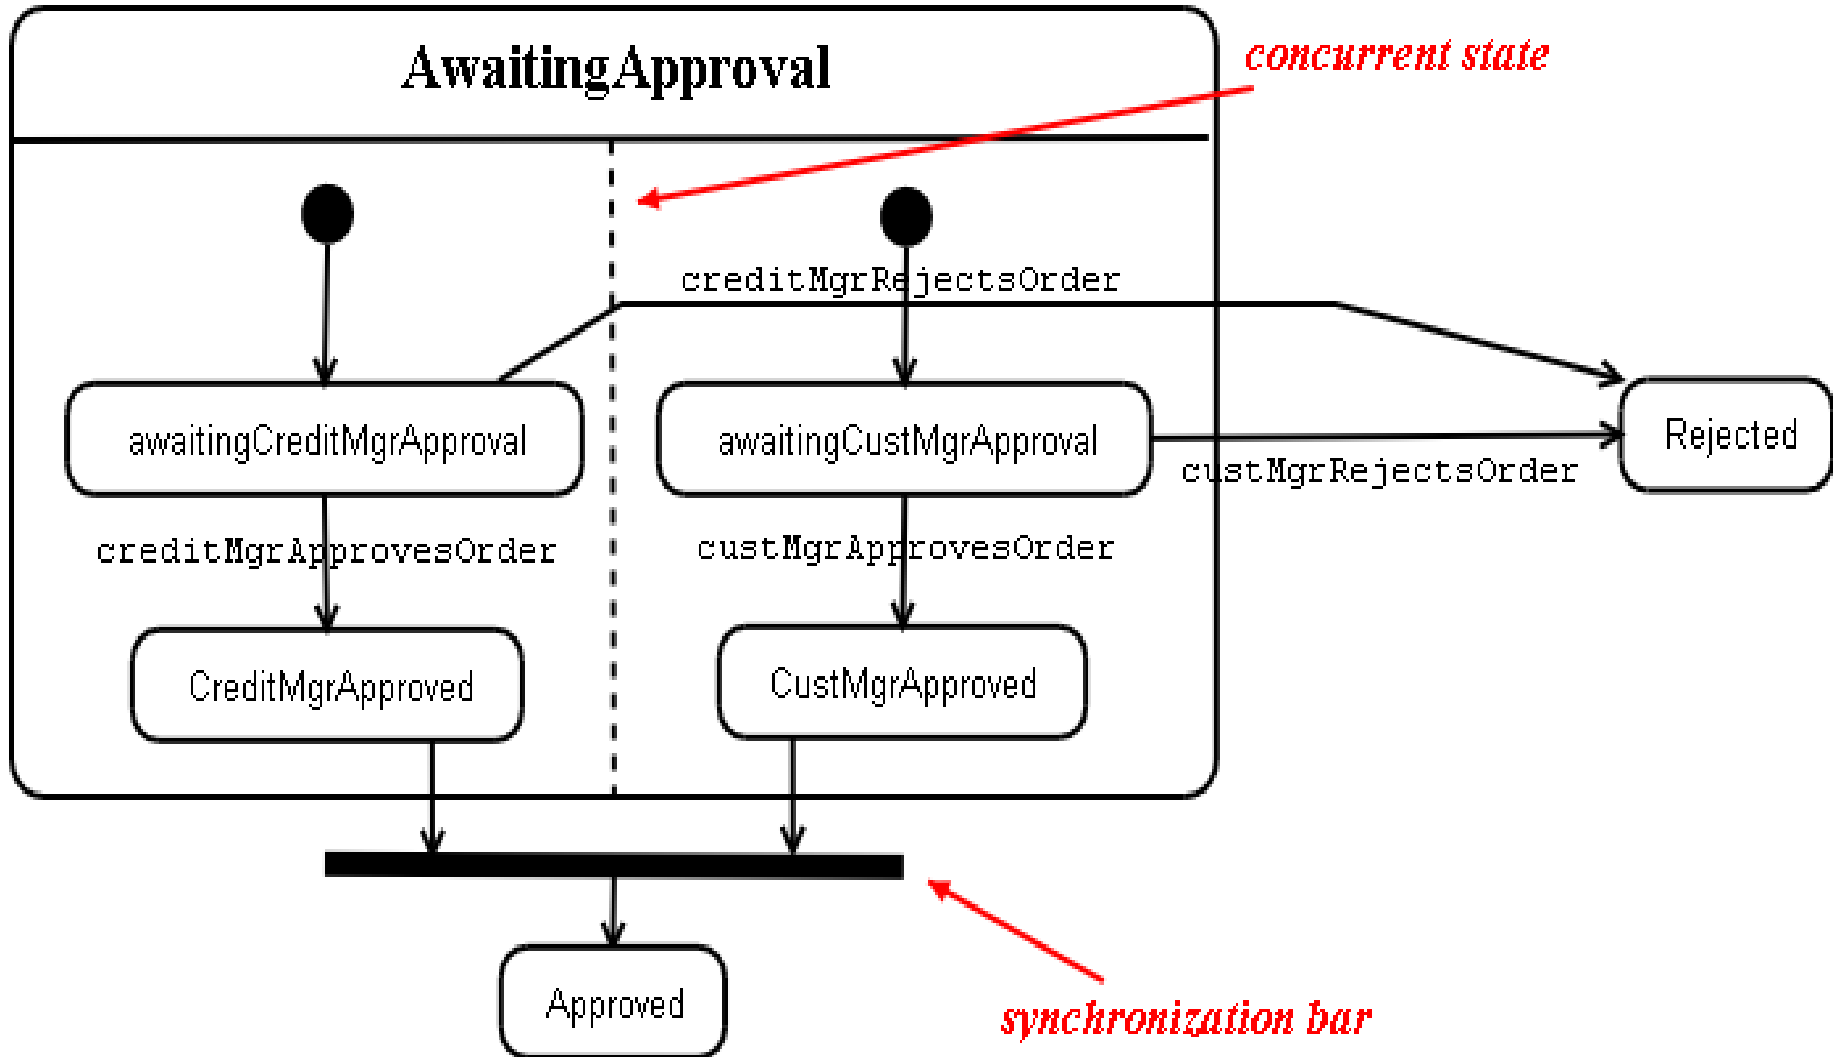 AwaitingApproval
concurrent state
creditMgrRejectsOrder
awaitingCreditMgrApproval
awaitingCustMgrApproval
Rejected
custMgrRejectsOrder
creditMgrApprovesOrder
custMgrApprovesOrder
CreditMgrApproved
CustMgrApproved
Approved
synchronization bar